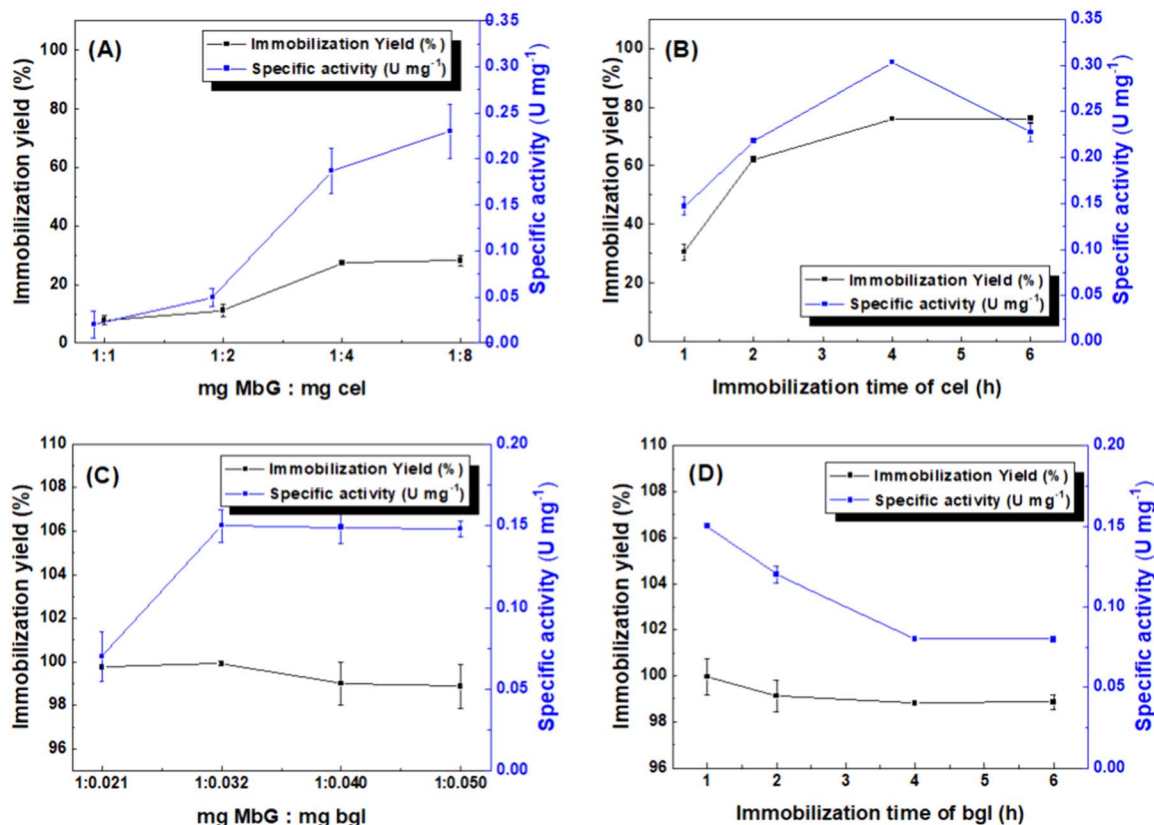 (A)
Immobilization Yield (%)
Specific activity (U mg⁻¹)
Immobilization yield (%)
100
80
60
40
20
0
0.35
0.30
0.25
0.20
0.15
0.10
0.05
0.00
Specific activity (U mg⁻¹)
1:1 1:2 1:4 1:8
mg MbG : mg cel
(B)
Immobilization Yield (%)
Specific activity (U mg⁻¹)
Immobilization yield (%)
100
80
60
40
20
0
0.35
0.30
0.25
0.20
0.15
0.10
0.05
0.00
Specific activity (U mg⁻¹)
1 2 3 4 5 6
Immobilization time of cel (h)
(C)
Immobilization Yield (%)
Specific activity (U mg⁻¹)
Immobilization yield (%)
110
108
106
104
102
100
98
96
0.20
0.15
0.10
0.05
0.00
Specific activity (U mg⁻¹)
1:0.021 1:0.032 1:0.040 1:0.050
mg MbG : mg bgl
(D)
Immobilization Yield (%)
Specific activity (U mg⁻¹)
Immobilization yield (%)
110
108
106
104
102
100
98
96
0.20
0.15
0.10
0.05
0.00
Specific activity (U mg⁻¹)
1 2 3 4 5 6
Immobilization time of bgl (h)